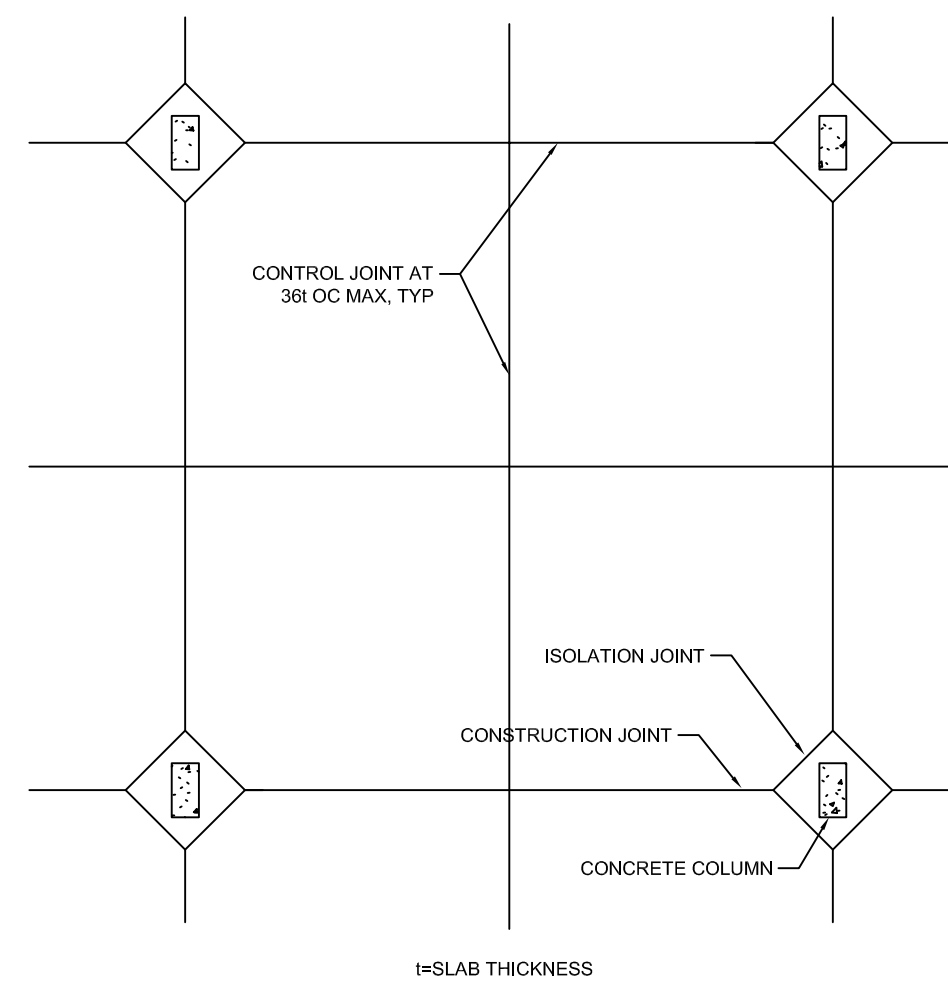 CONTROL JOINT AT
36t OC MAX, TYP
ISOLATION JOINT
CONSTRUCTION JOINT
CONCRETE COLUMN
t=SLAB THICKNESS